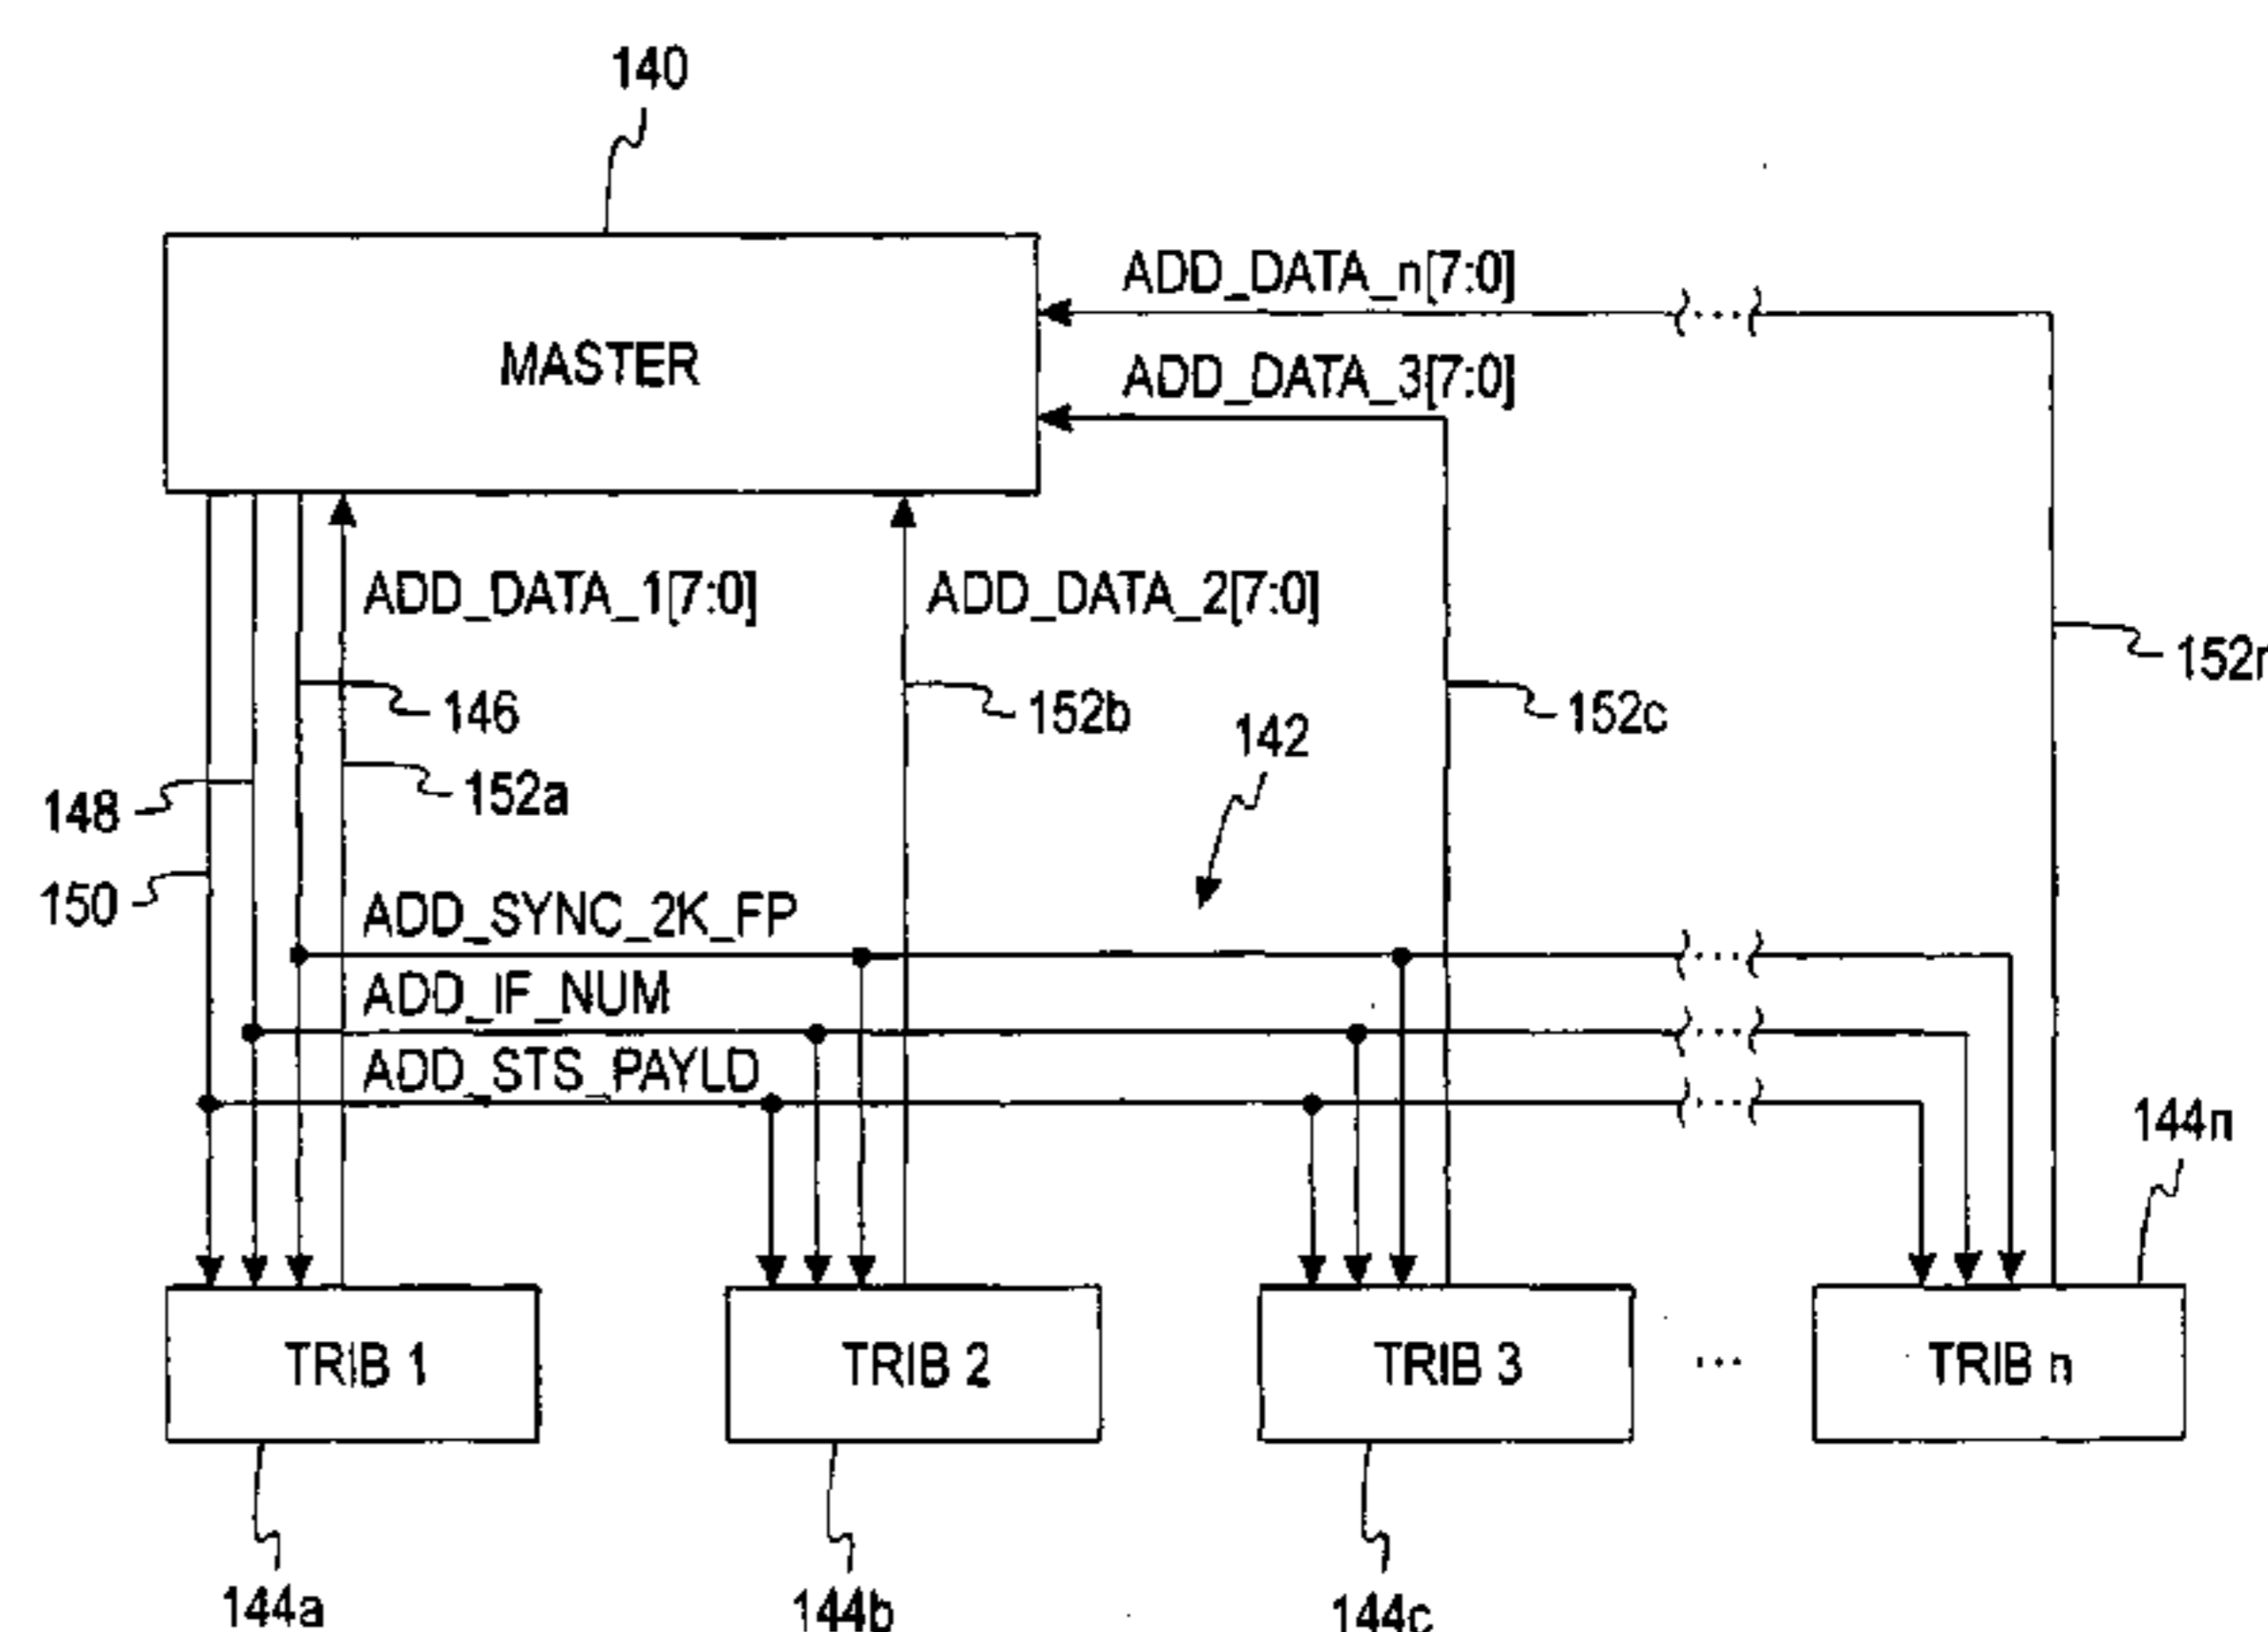 140
ADD_DATA_n[7:0]
MASTER
ADD_DATA_3[7:0]
ADD_DATA_1[7:0]
ADD_DATA_2[7:0]
152n
146
152b
142
152c
148
152a
150
ADD_SYNC_2K_FP
ADD_IF_NUM
ADD_STS_PAYLD
144n
TRIB 1
TRIB 2
TRIB 3
...
TRIB n
144a
144b
144c